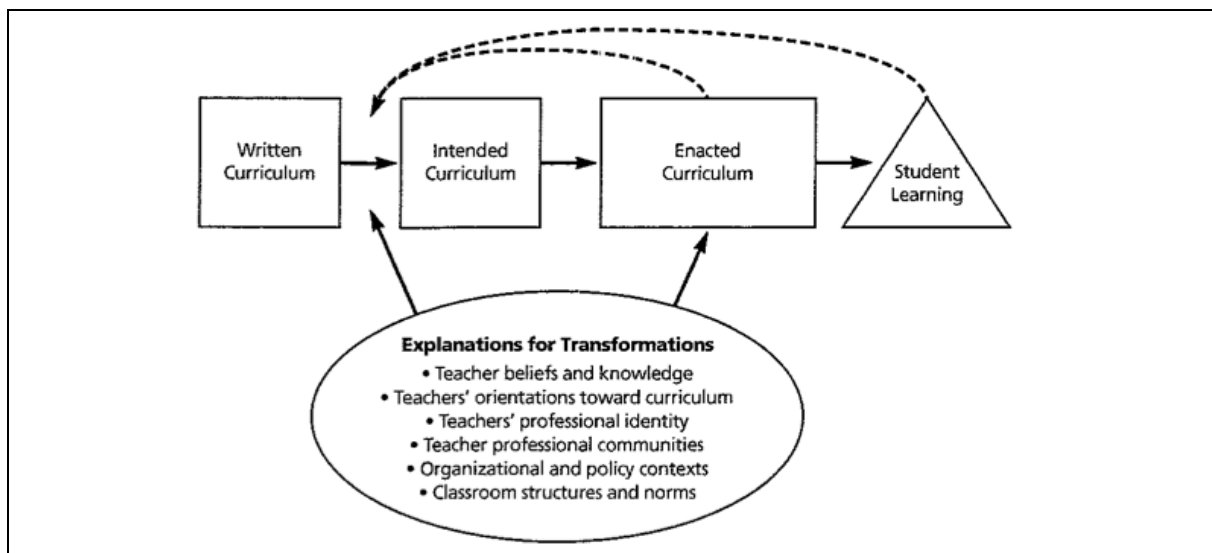 Written
Curriculum
Intended
Curriculum
Enacted
Curriculum
Student
Learning
Explanations for Transformations
• Teacher beliefs and knowledge
• Teachers' orientations toward curriculum
• Teachers' professional identity
• Teacher professional communities
• Organizational and policy contexts
• Classroom structures and norms